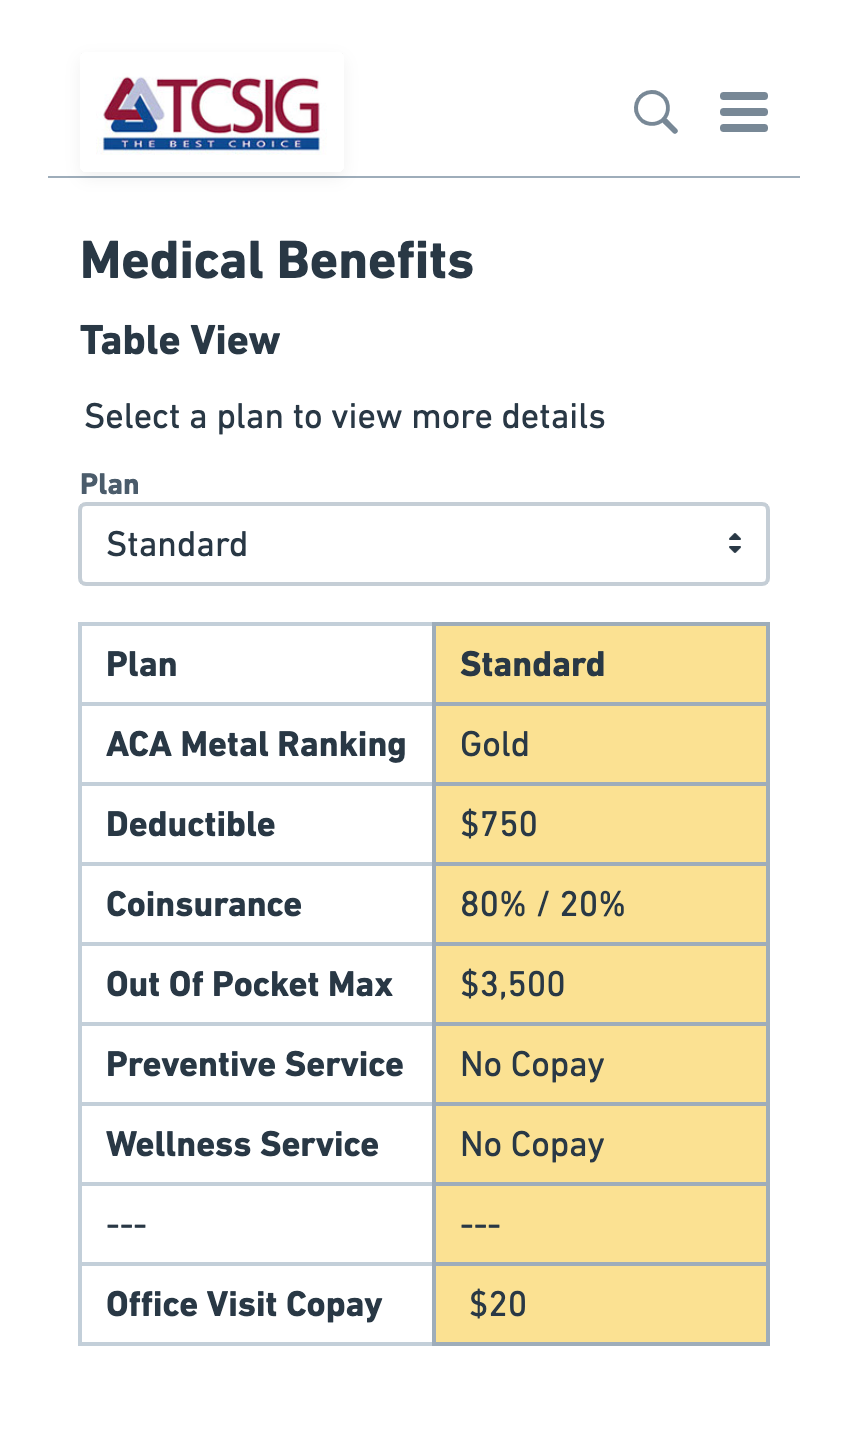 TCSIG
THE BEST CHOICE
Medical Benefits
Table View
Select a plan to view more details
Plan
Standard
Plan Standard
ACA Metal Ranking Gold
Deductible $750
Coinsurance 80% / 20%
Out Of Pocket Max $3,500
Preventive Service No Copay
Wellness Service No Copay
--- ---
Office Visit Copay $20